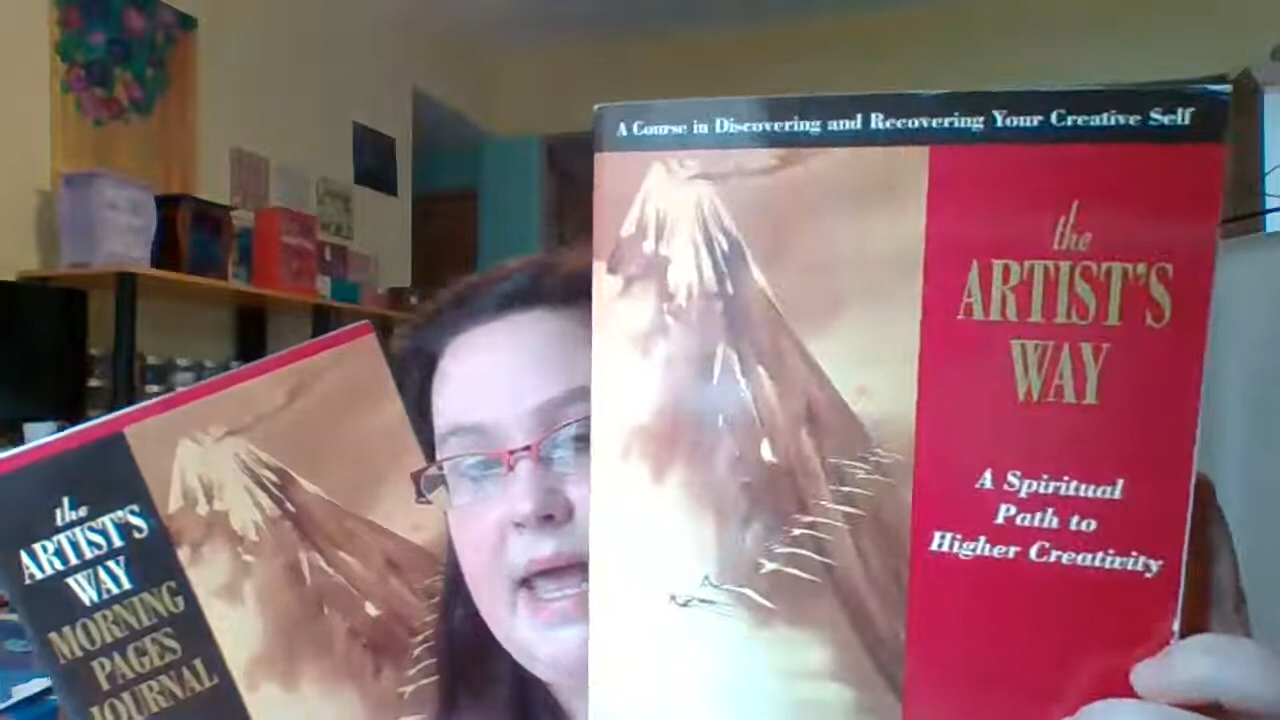 A Course in Discovering and Recovering Your Creative Self
the
ARTIST'S
WAY
A Spiritual
Path to
Higher Creativity
the
ARTIST'S
WAY
MORNING
PAGES
JOURNAL